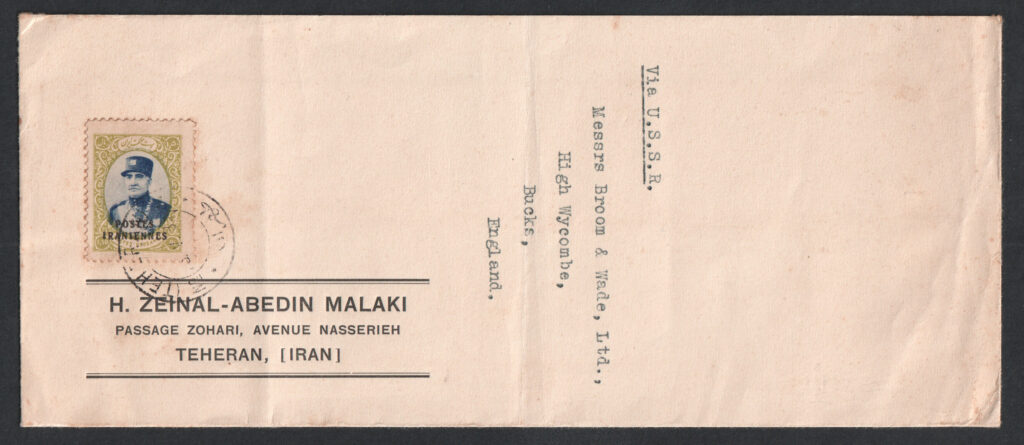 Via U.S.S.R.
Messrs Broom & Wade, Ltd.,
High Wycombe,
Bucks,
England.
POSTES
IRANIENNES
H. ZEINAL-ABEDIN MALAKI
PASSAGE ZOHARI, AVENUE NASSERIEH
TEHERAN, [IRAN]